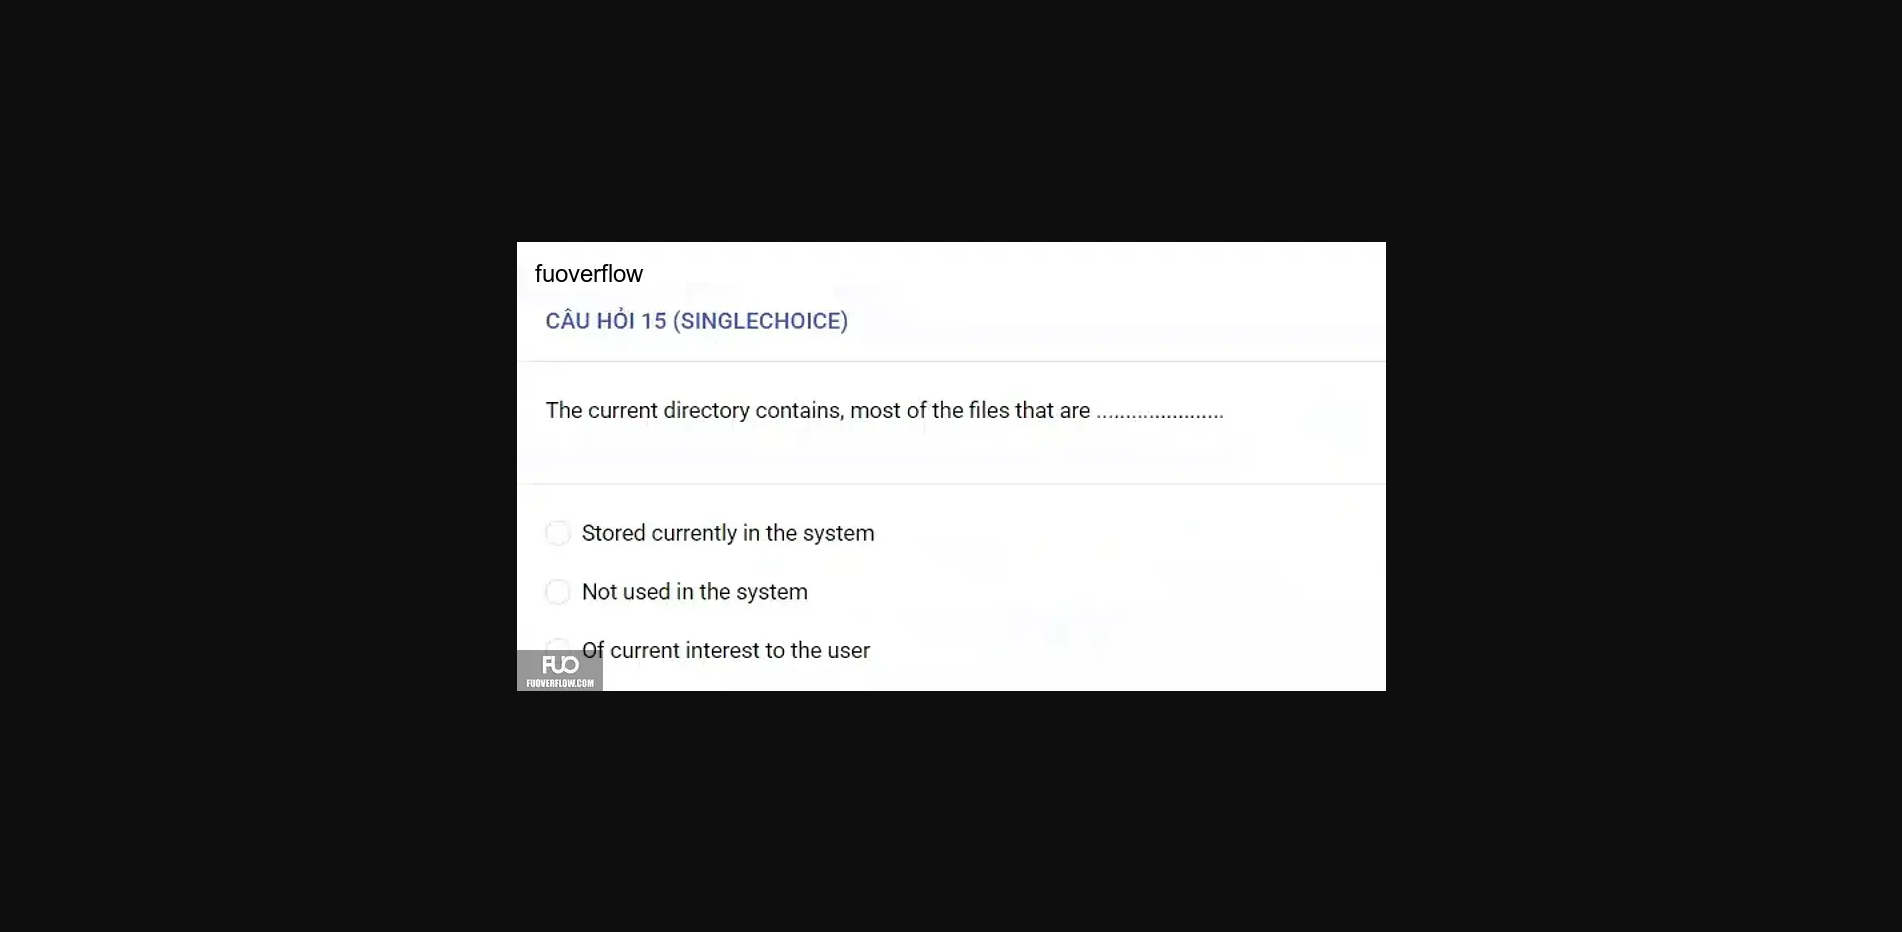 fuoverflow
CÂU HỎI 15 (SINGLECHOICE)
The current directory contains, most of the files that are ......................
Stored currently in the system
Not used in the system
Of current interest to the user
FUO
FUOVERFLOW.COM